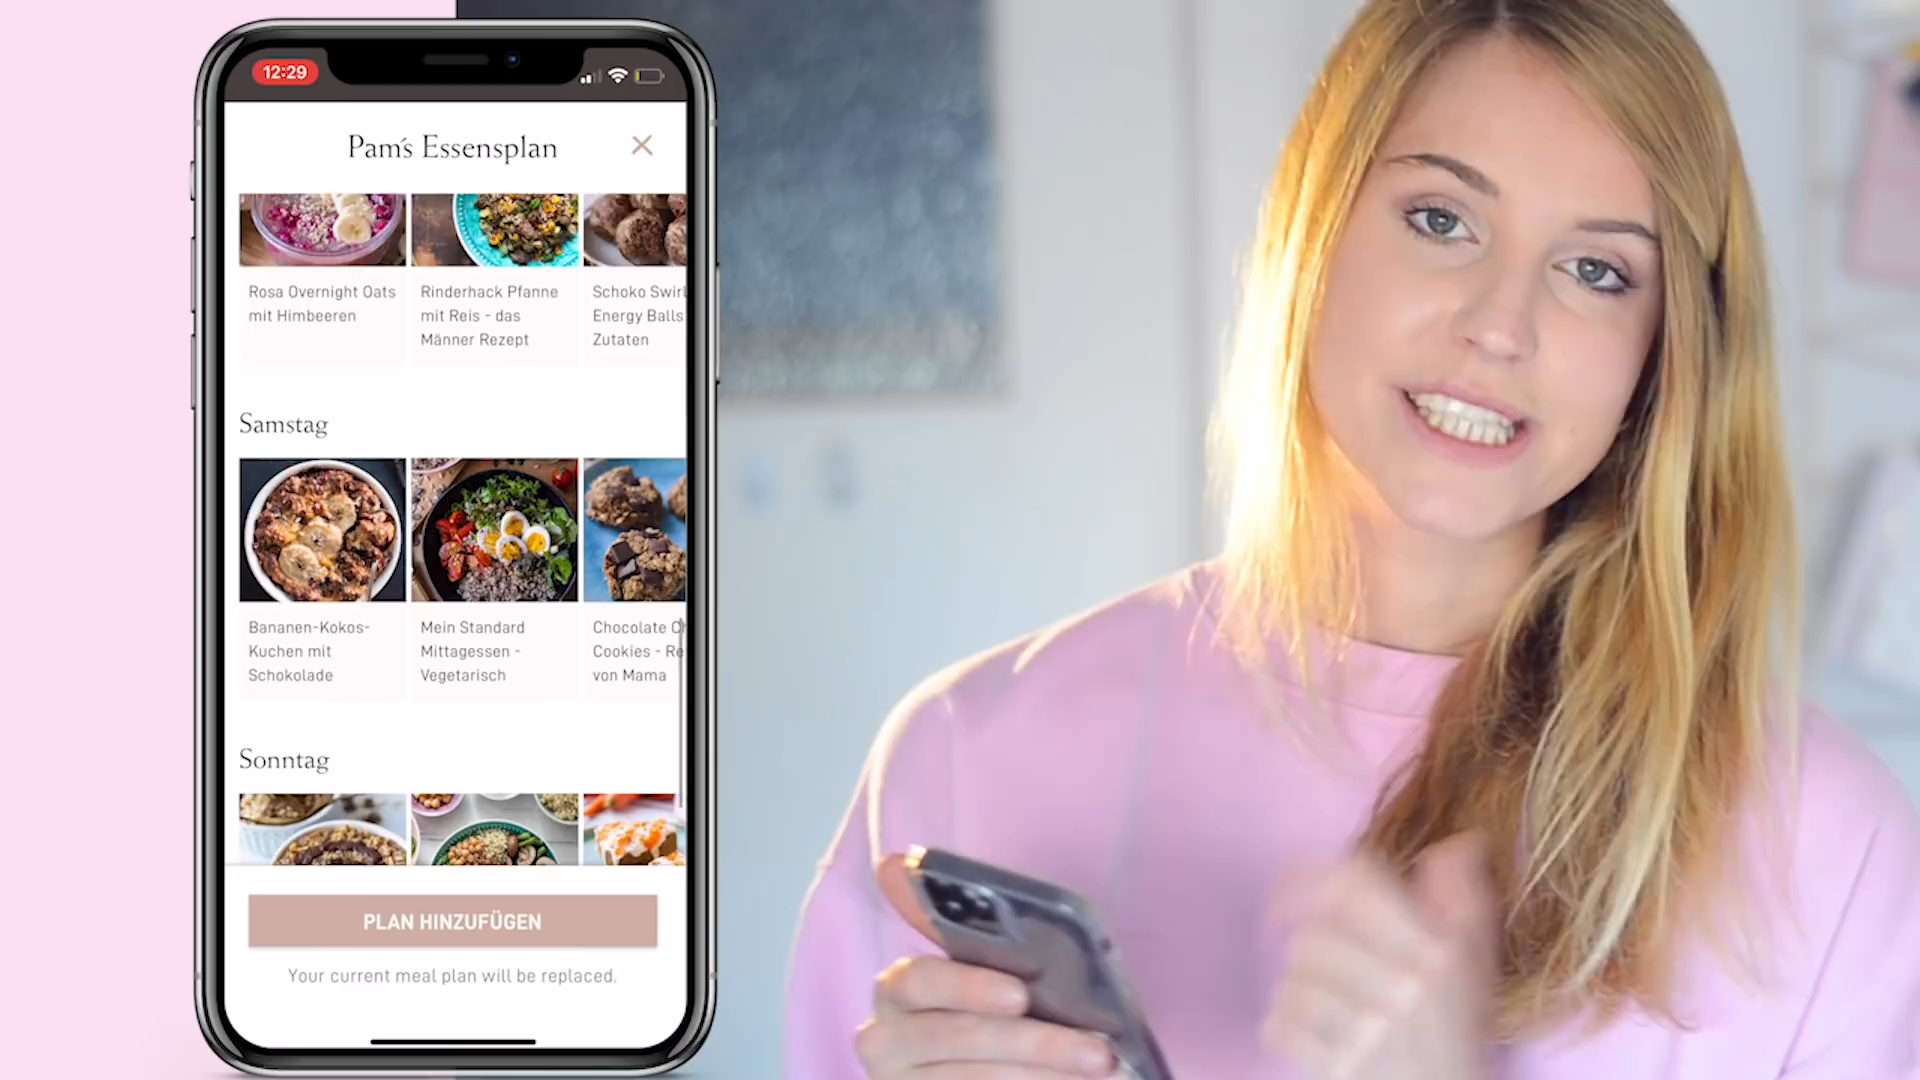 12:29
Pam´s Essensplan
Rosa Overnight Oats
mit Himbeeren
Rinderhack Pfanne
mit Reis - das
Männer Rezept
Schoko Swirl
Energy Balls
Zutaten
Samstag
Bananen-Kokos-
Kuchen mit
Schokolade
Mein Standard
Mittagessen -
Vegetarisch
Chocolate
Cookies -
von Mama
Sonntag
PLAN HINZUFÜGEN
Your current meal plan will be replaced.